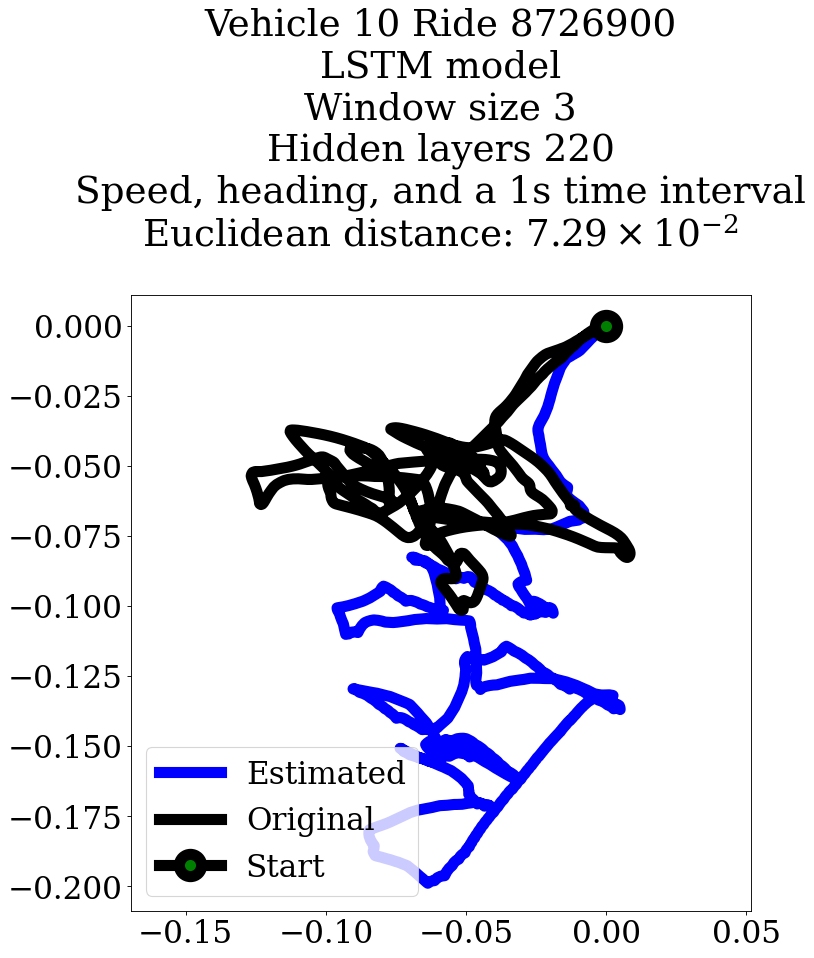 Vehicle 10 Ride 8726900
LSTM model
Window size 3
Hidden layers 220
Speed, heading, and a 1s time interval
Euclidean distance: 7.29 × 10⁻²
0.000
−0.025
−0.050
−0.075
−0.100
−0.125
−0.150
−0.175
−0.200
Estimated
Original
Start
−0.15 −0.10 −0.05 0.00 0.05